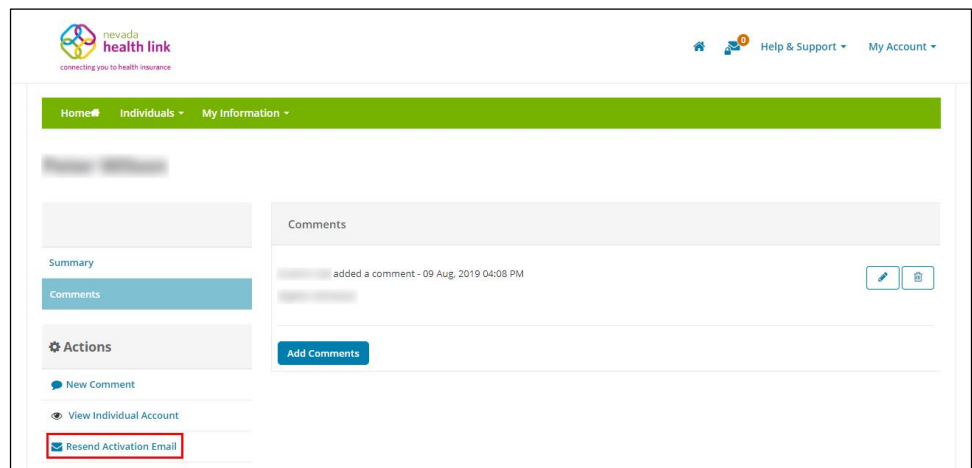 nevada
health link
connecting you to health insurance
0
Help & Support
My Account
Home
Individuals
My Information
Comments
Summary
added a comment - 09 Aug, 2019 04:08 PM
Comments
Actions
Add Comments
New Comment
View Individual Account
Resend Activation Email